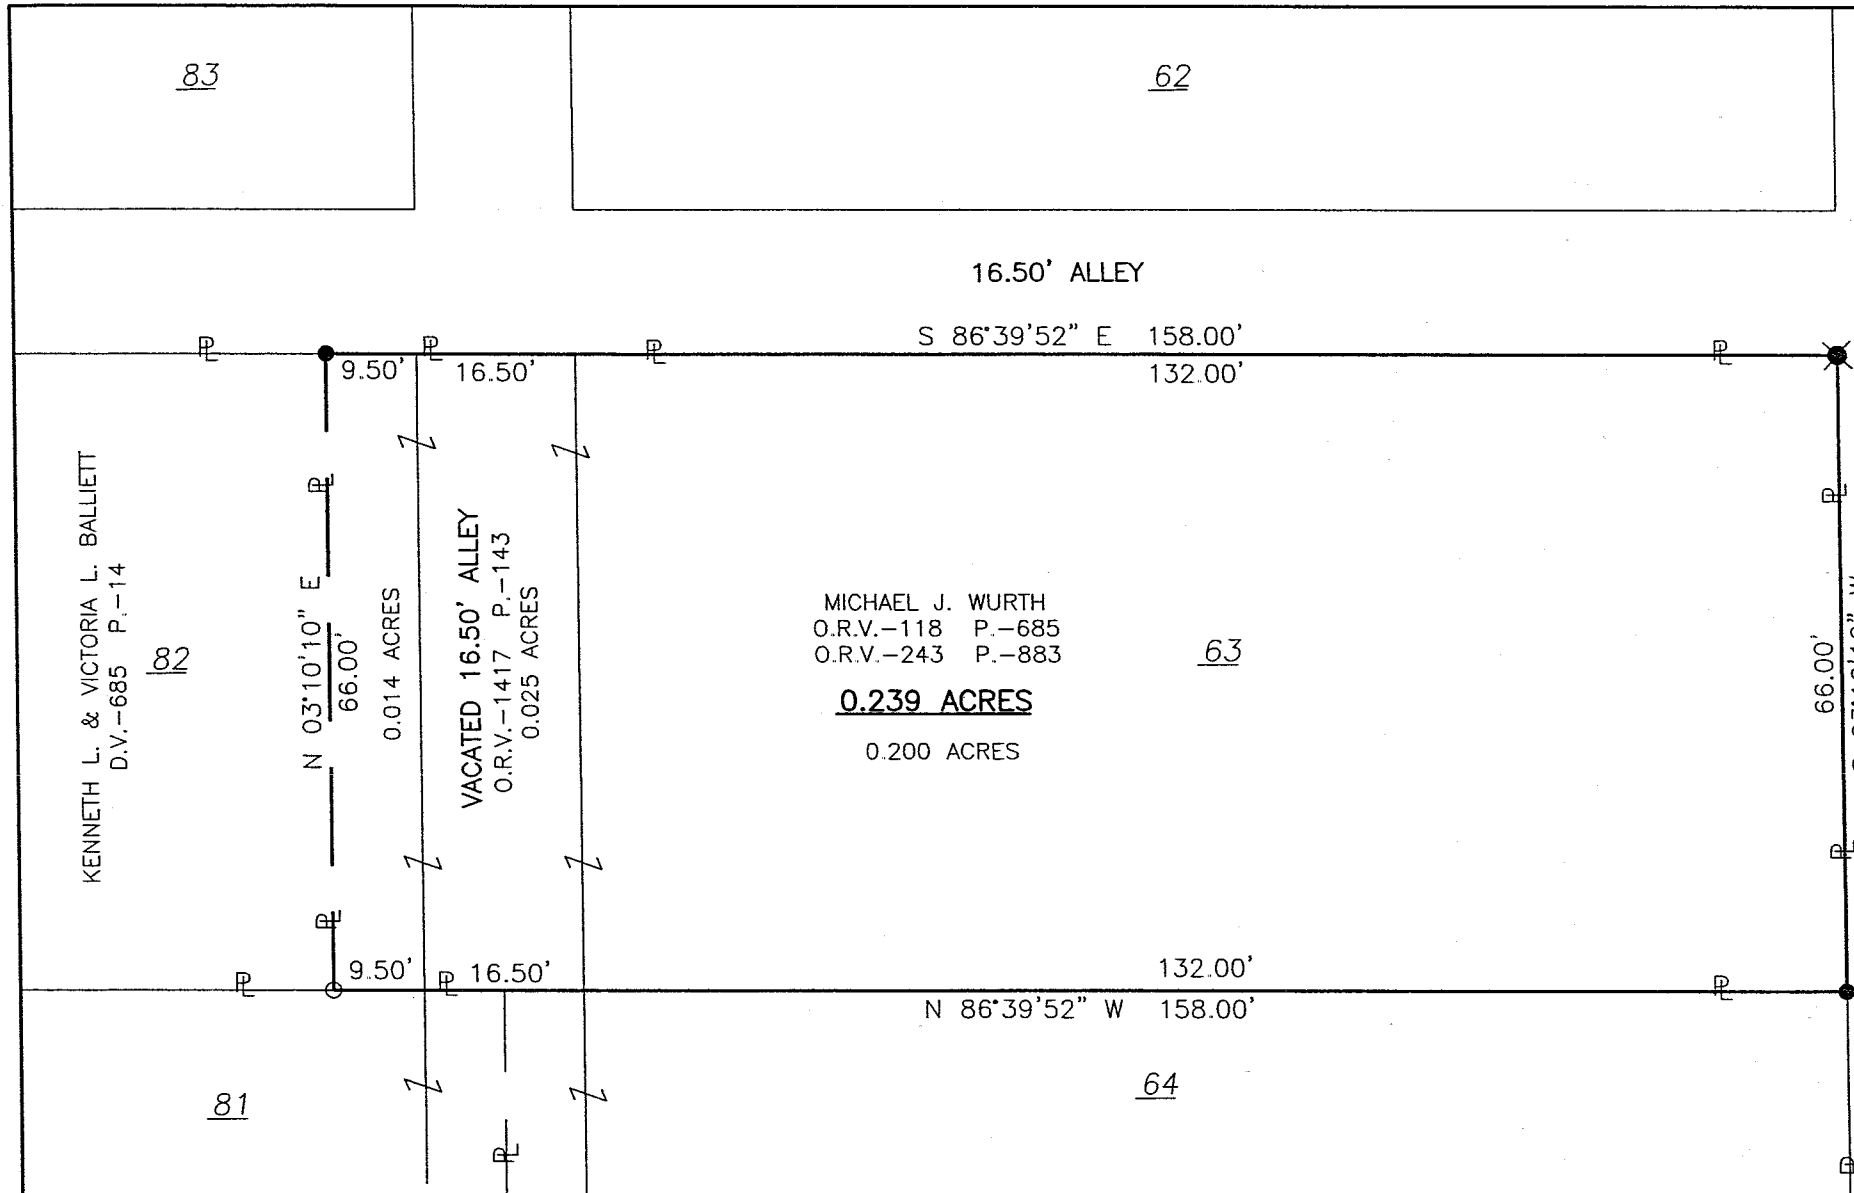 83
62
16.50' ALLEY
S 86°39'52" E 158.00'
9.50' 16.50' 132.00'
KENNETH L. & VICTORIA L. BALLIETT
D.V.-685 P.-14
82
N 03°10'10" E
66.00'
0.014 ACRES
VACATED 16.50' ALLEY
O.R.V.-1417 P.-143
0.025 ACRES
MICHAEL J. WURTH
O.R.V.-118 P.-685
O.R.V.-243 P.-883
0.239 ACRES
0.200 ACRES
63
66.00'
9.50' 16.50' 132.00'
N 86°39'52" W 158.00'
81
64